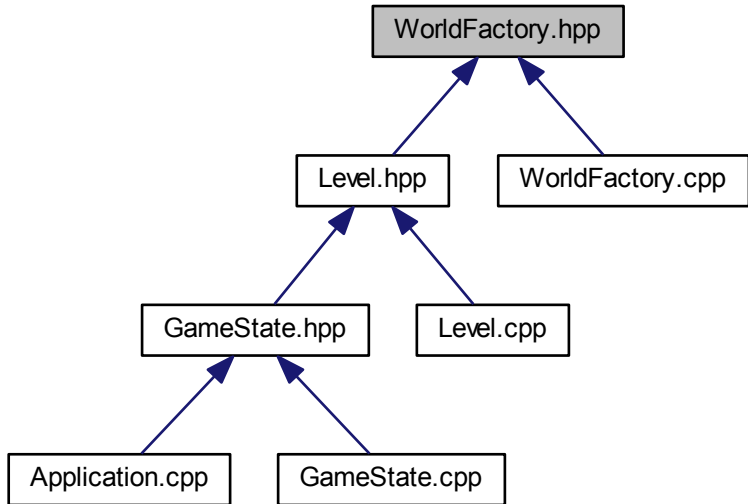 WorldFactory.hpp
Level.hpp
WorldFactory.cpp
GameState.hpp
Level.cpp
Application.cpp
GameState.cpp